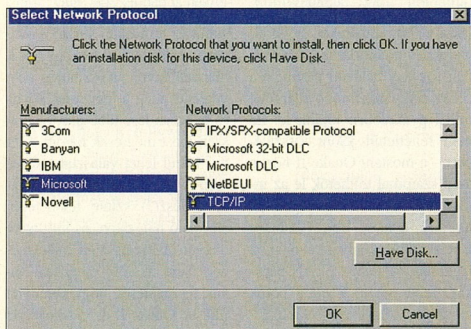 Select Network Protocol
Click the Network Protocol that you want to install, then click OK. If you have
an installation disk for this device, click Have Disk.
Manufacturers:
3Com
Banyan
IBM
Microsoft
Novell
Network Protocols:
IPX/SPX-compatible Protocol
Microsoft 32-bit DLC
Microsoft DLC
NetBEUI
TCP/IP
Have Disk...
OK
Cancel